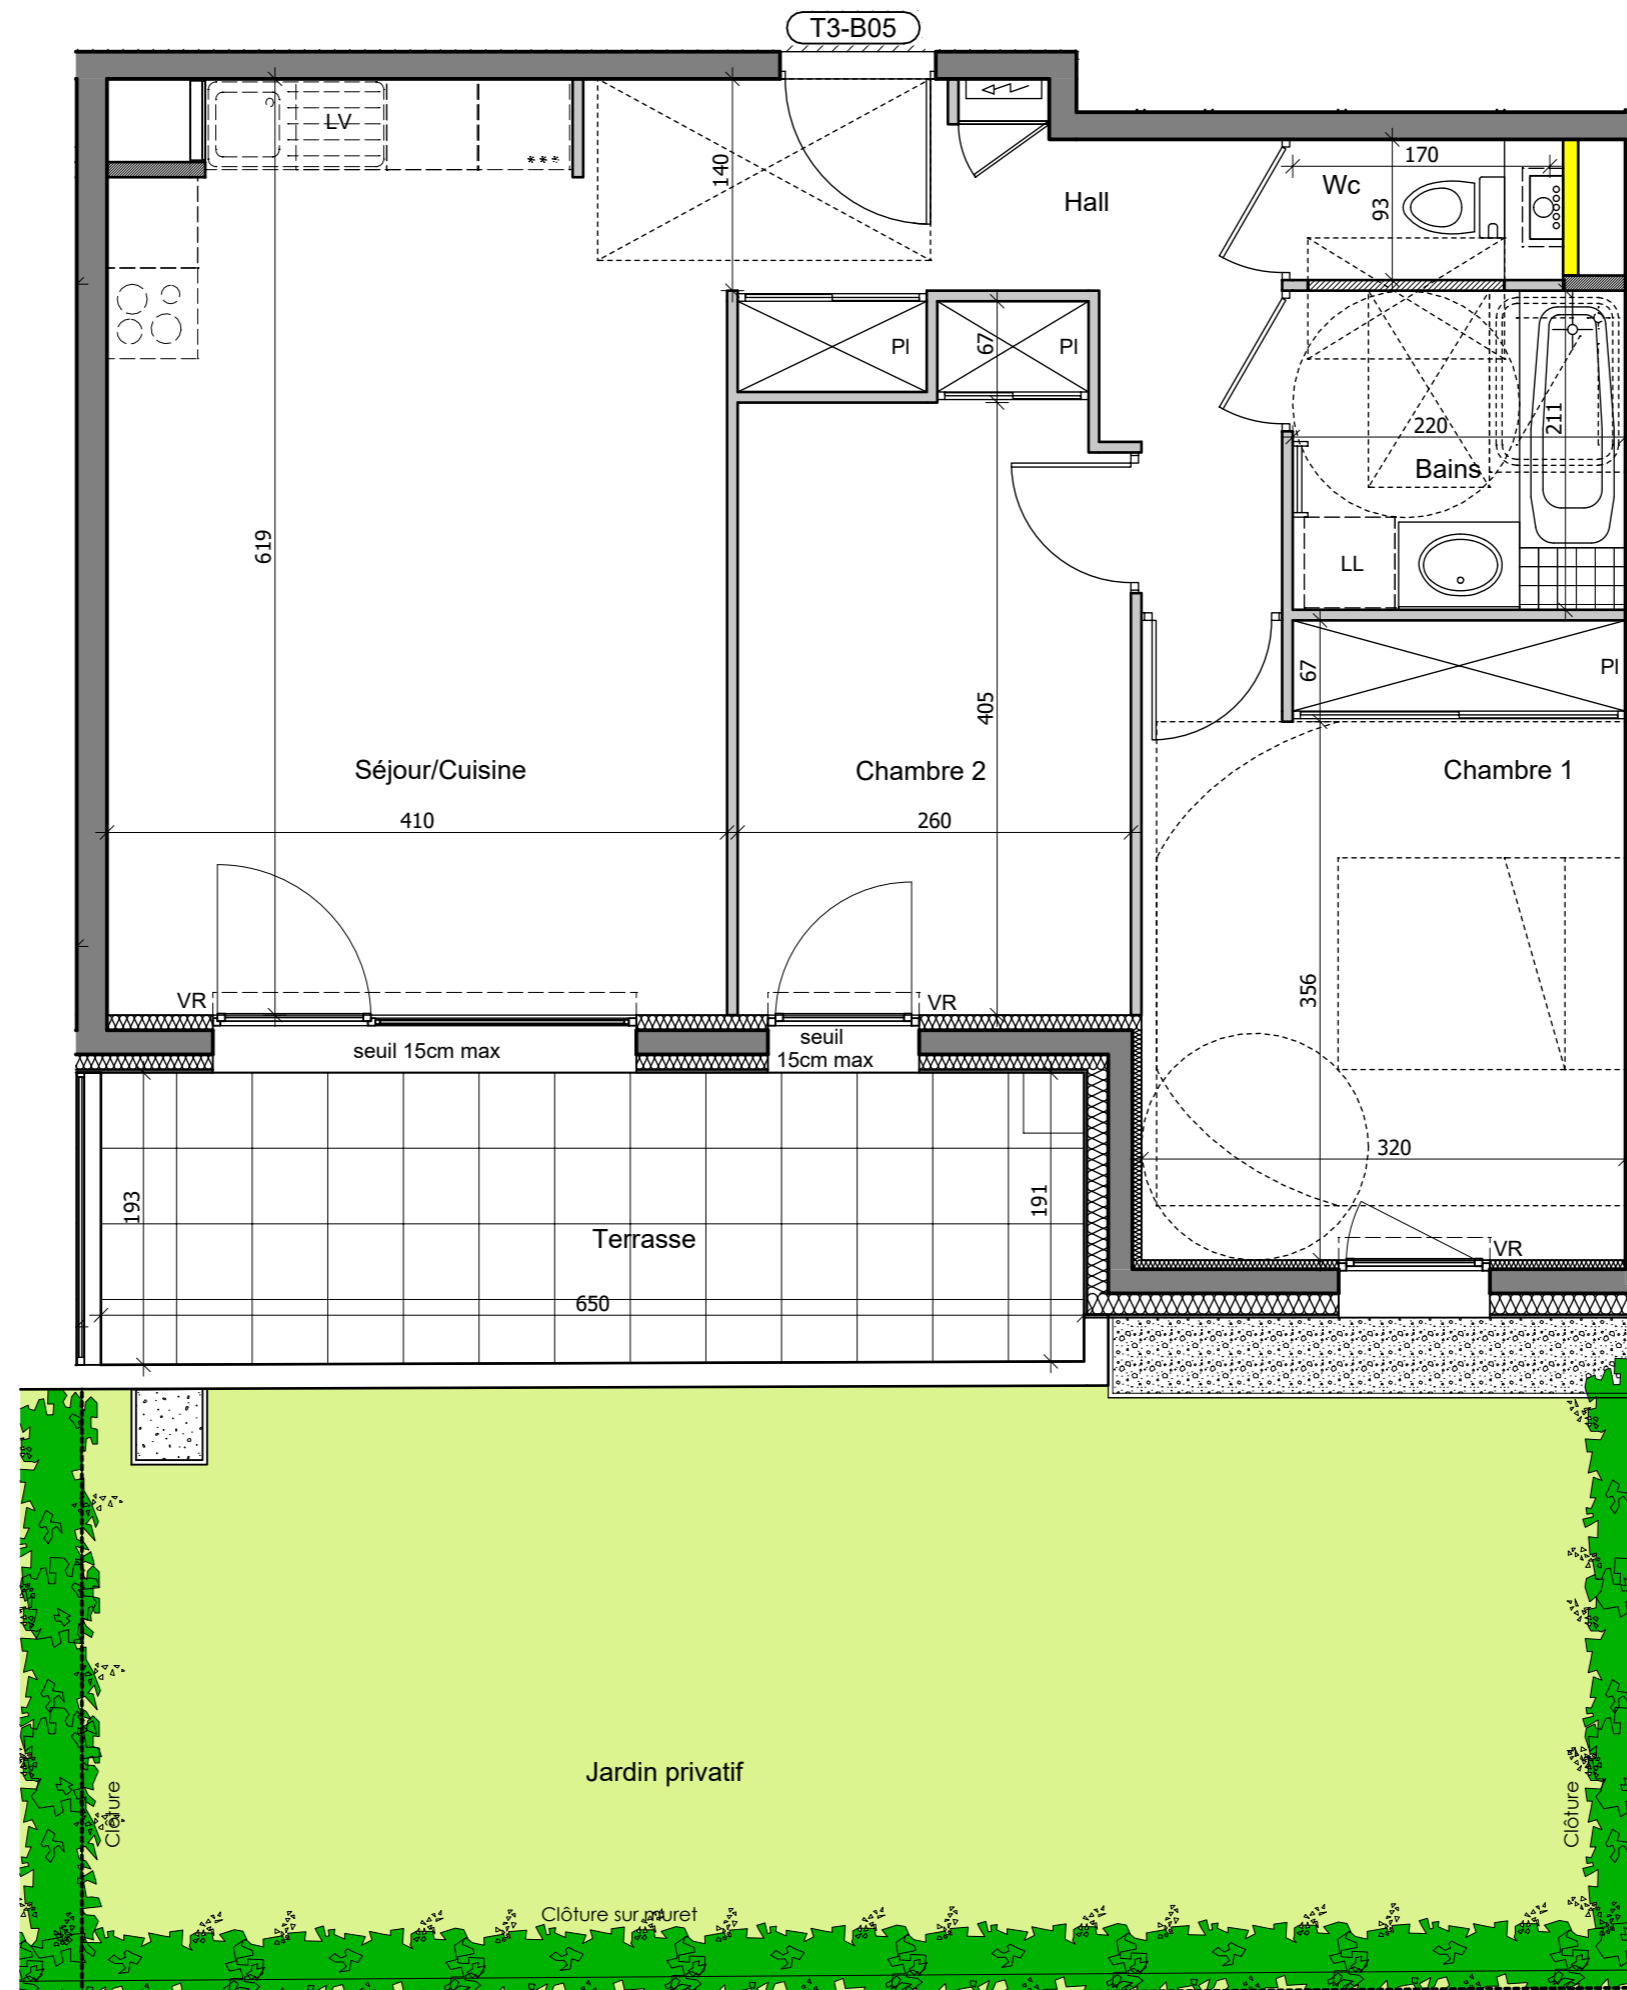 T3-B05
LV
***
140
Hall
Wc
170
93
Pl
67
Pl
220
211
Bains
LL
619
405
67
Pl
Séjour/Cuisine
Chambre 2
Chambre 1
410
260
356
VR
VR
seuil 15cm max
seuil
15cm max
320
193
191
Terrasse
VR
650
Jardin privatif
Clôture
Clôture
Clôture sur muret